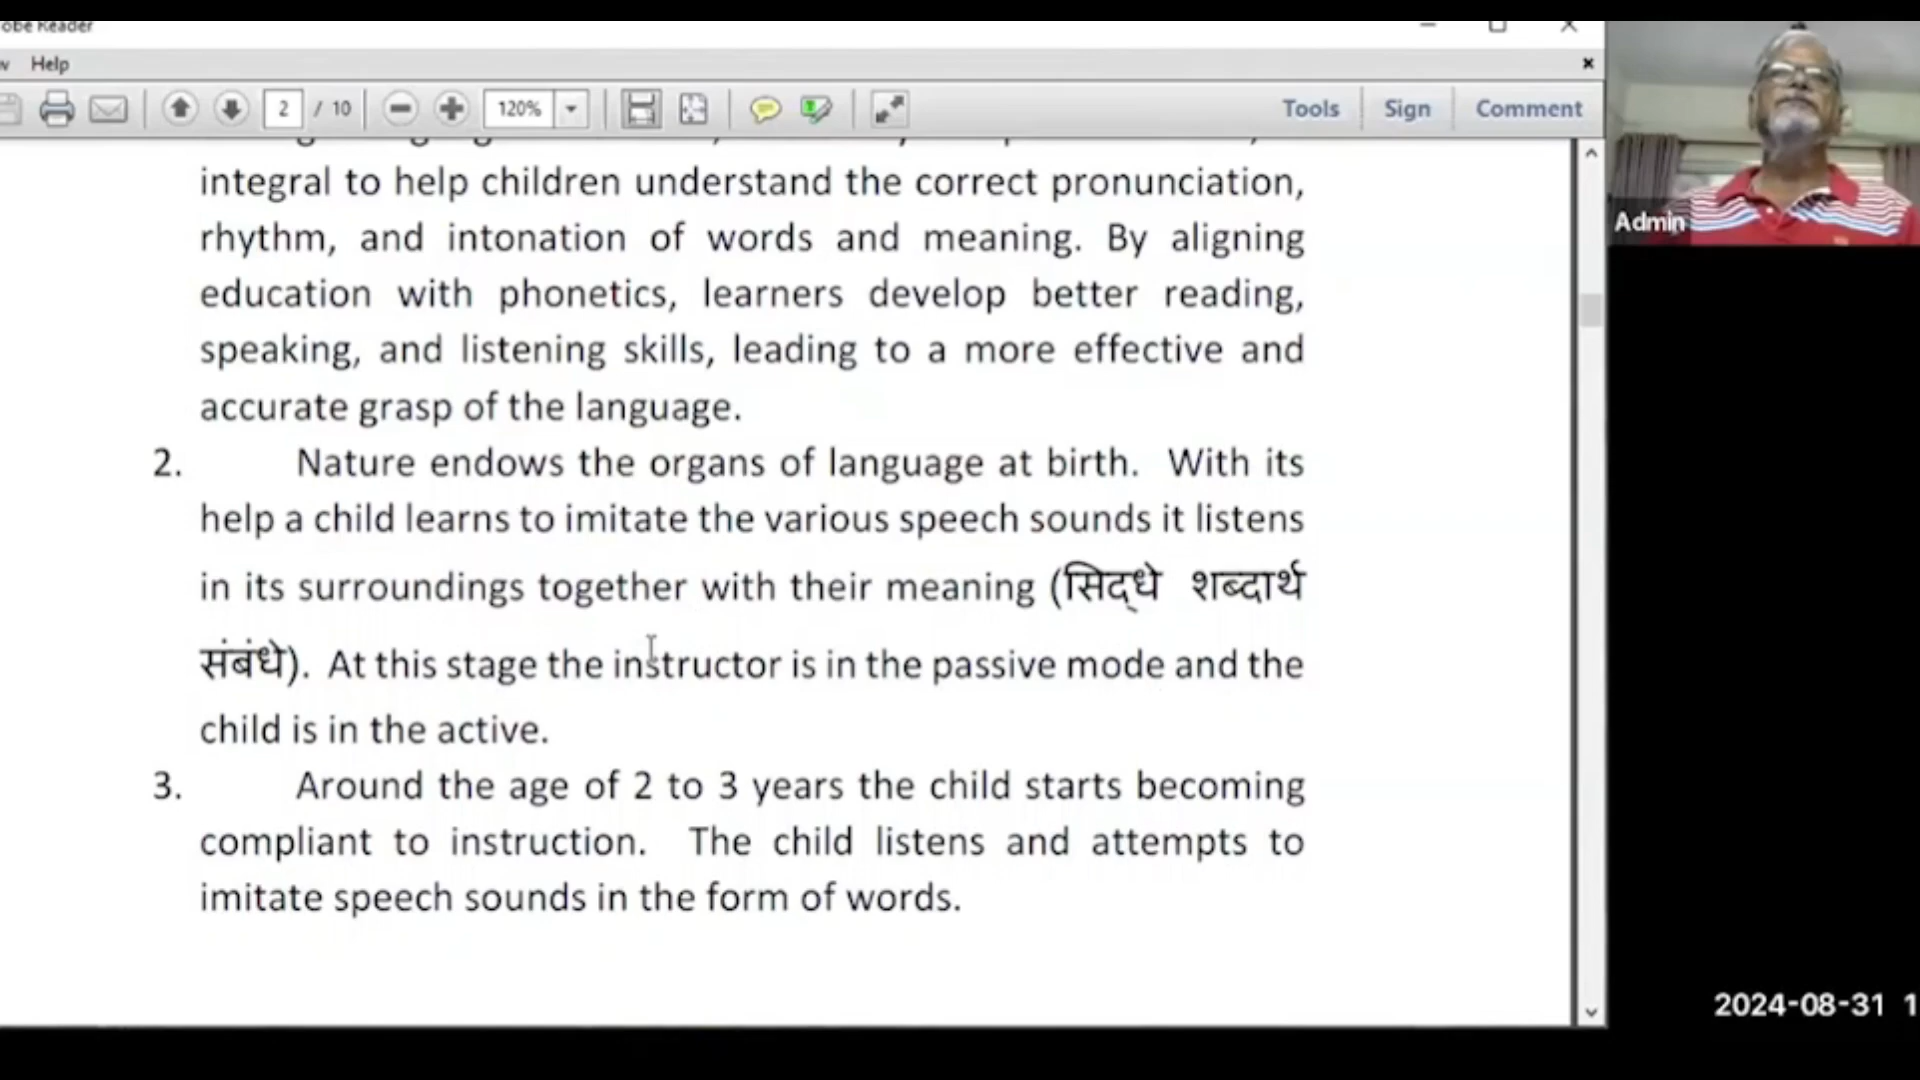 Reader
Help
2 / 10
120%
Tools Sign Comment
integral to help children understand the correct pronunciation,
rhythm, and intonation of words and meaning. By aligning
education with phonetics, learners develop better reading,
speaking, and listening skills, leading to a more effective and
accurate grasp of the language.
2. Nature endows the organs of language at birth. With its
help a child learns to imitate the various speech sounds it listens
in its surroundings together with their meaning (सिद्धे शब्दार्थ
संबंधे). At this stage the instructor is in the passive mode and the
child is in the active.
3. Around the age of 2 to 3 years the child starts becoming
compliant to instruction. The child listens and attempts to
imitate speech sounds in the form of words.
Admin
2024-08-31 1